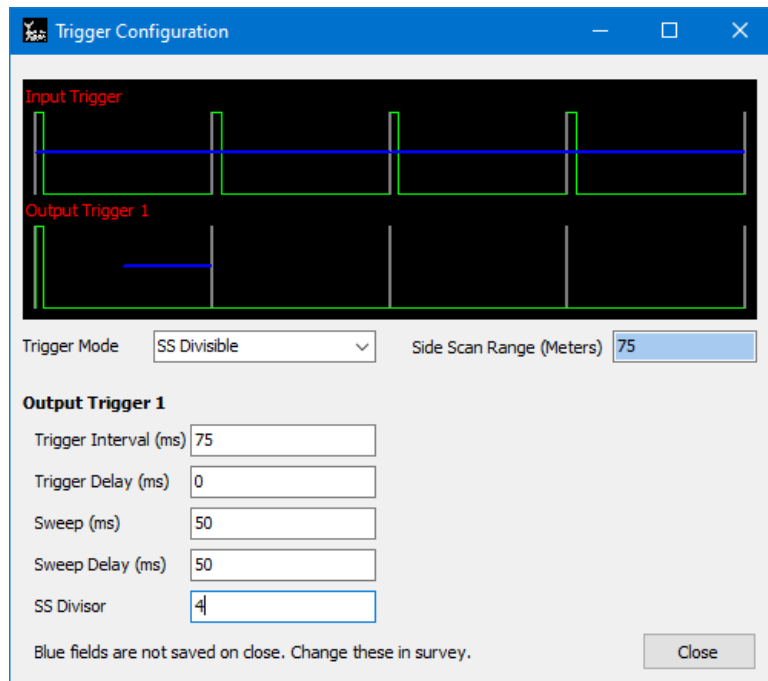 Trigger Configuration
Input Trigger
Output Trigger 1
Trigger Mode SS Divisible Side Scan Range (Meters) 75
Output Trigger 1
Trigger Interval (ms) 75
Trigger Delay (ms) 0
Sweep (ms) 50
Sweep Delay (ms) 50
SS Divisor 4
Blue fields are not saved on close. Change these in survey. Close